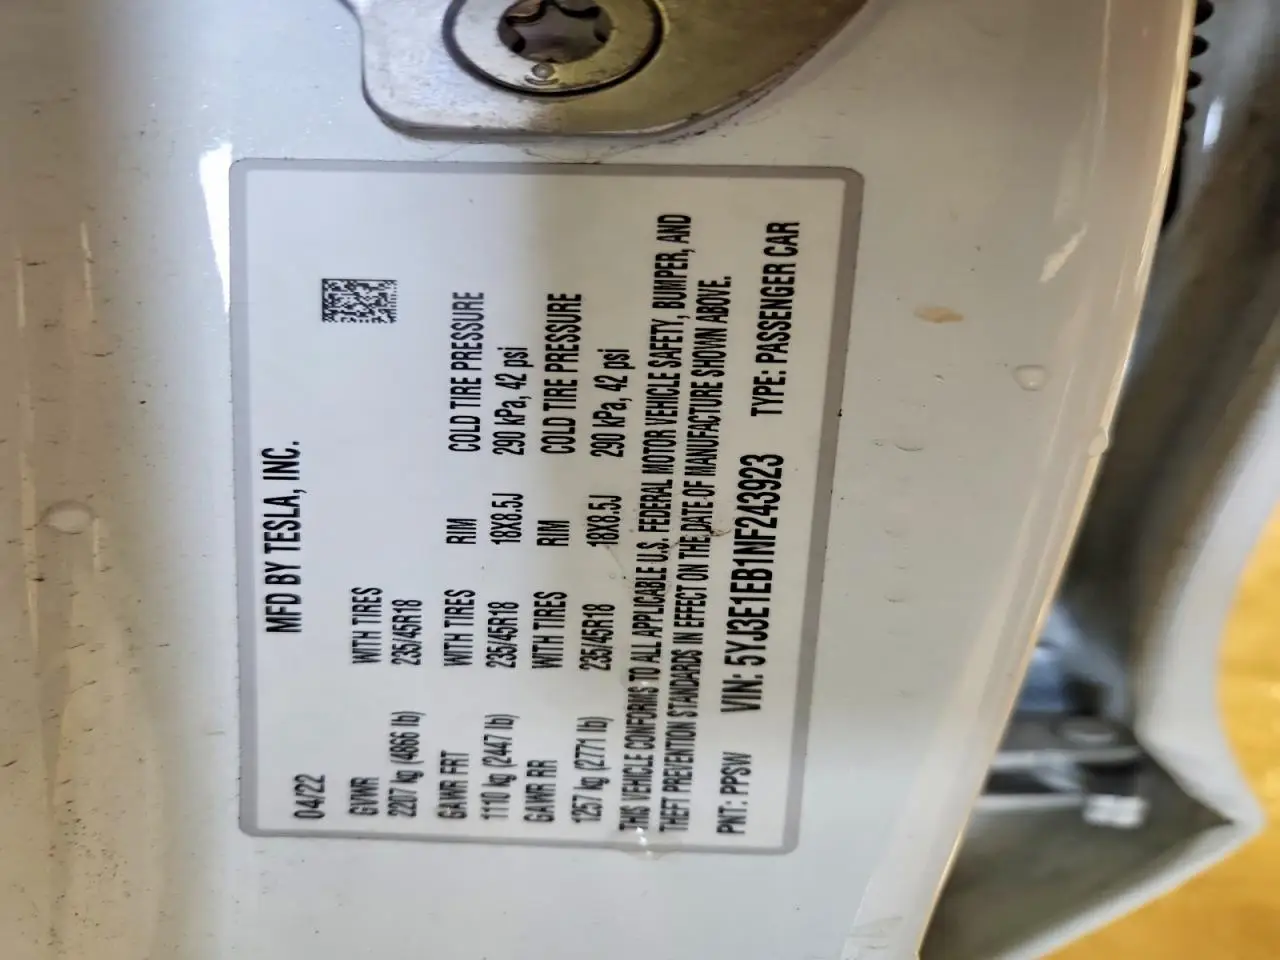 MFD BY TESLA, INC.
04/22
GVWR WITH TIRES
2207 kg (4866 lb) 235/45R18
GAWR FRT WITH TIRES RIM COLD TIRE PRESSURE
1110 kg (2447 lb) 235/45R18 18X8.5J 290 kPa, 42 psi
GAWR RR WITH TIRES RIM COLD TIRE PRESSURE
1257 kg (2771 lb) 235/45R18 18X8.5J 290 kPa, 42 psi
THIS VEHICLE CONFORMS TO ALL APPLICABLE U.S. FEDERAL MOTOR VEHICLE SAFETY, BUMPER, AND
THEFT PREVENTION STANDARDS IN EFFECT ON THE DATE OF MANUFACTURE SHOWN ABOVE.
PNT: PPSW VIN: 5YJ3E1EB1NF243923 TYPE: PASSENGER CAR